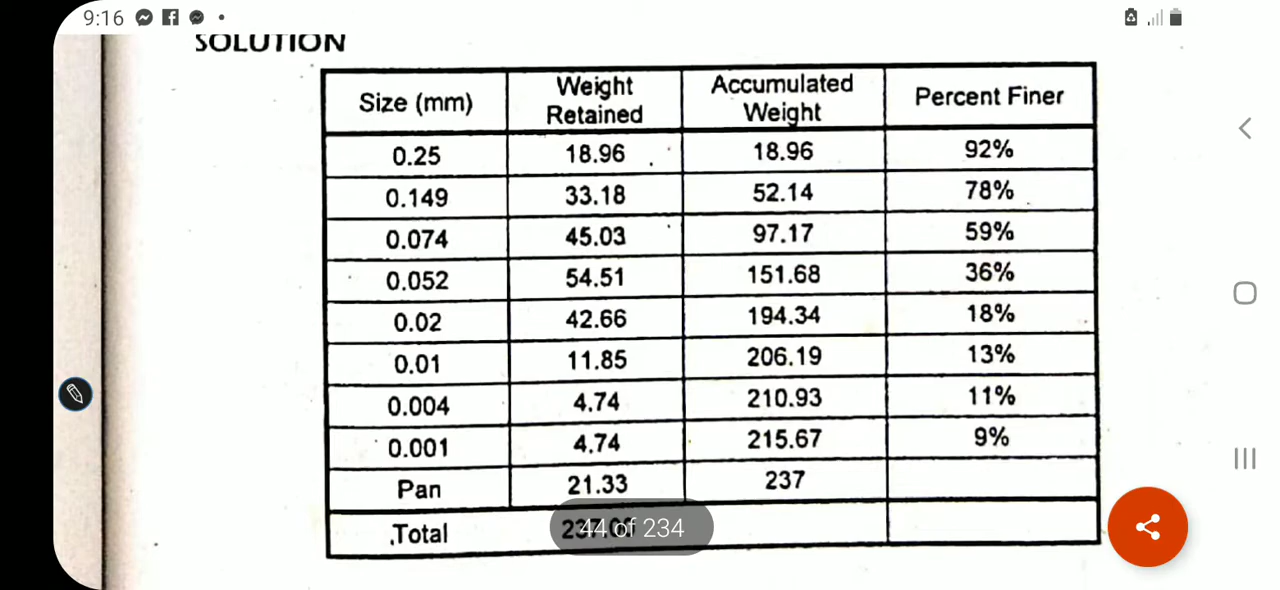 9:16
SOLUTION
Size (mm) Weight Retained Accumulated Weight Percent Finer
0.25 18.96 18.96 92%
0.149 33.18 52.14 78%
0.074 45.03 97.17 59%
0.052 54.51 151.68 36%
0.02 42.66 194.34 18%
0.01 11.85 206.19 13%
0.004 4.74 210.93 11%
0.001 4.74 215.67 9%
Pan 21.33 237
Total
44 of 234